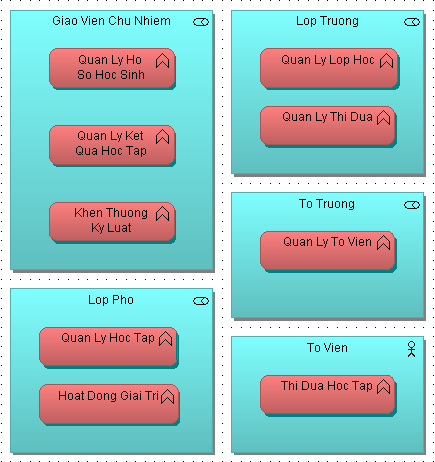 Giao Vien Chu Nhiem
Quan Ly Ho
So Hoc Sinh
Quan Ly Ket
Qua Hoc Tap
Khen Thuong
Ky Luat
Lop Truong
Quan Ly Lop Hoc
Quan Ly Thi Dua
To Truong
Quan Ly To Vien
Lop Pho
Quan Ly Hoc Tap
Hoat Dong Giai Tri
To Vien
Thi Dua Hoc Tap